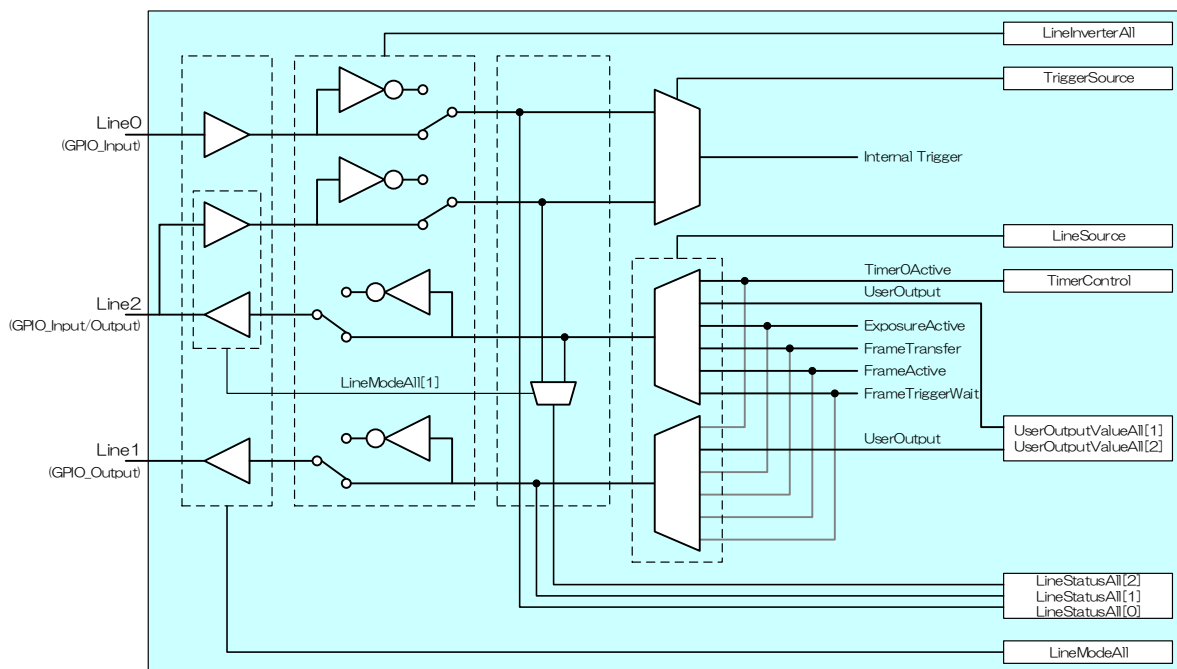 LineInverterAll
TriggerSource
Line0
(GPIO_Input)
Internal Trigger
LineSource
Timer0Active
TimerControl
UserOutput
Line2
(GPIO_Input/Output)
ExposureActive
FrameTransfer
FrameActive
LineModeAll[1]
FrameTriggerWait
UserOutputValueAll[1]
UserOutput
UserOutputValueAll[2]
Line1
(GPIO_Output)
LineStatusAll[2]
LineStatusAll[1]
LineStatusAll[0]
LineModeAll